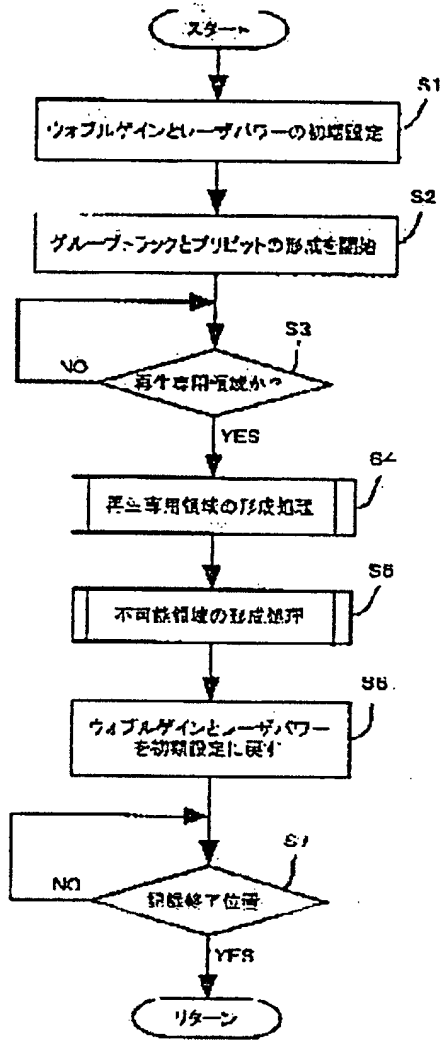 スタート
S1
ウォブルゲインとレーザパワーの初期設定
S2
グルーブトラックとプリピットの形成を開始
S3
再生専用領域か?
NO
YES
S4
再生専用領域の形成処理
S5
不可能領域の形成処理
S6
ウォブルゲインとレーザパワー
を初期設定に戻す
S7
記録終了位置
NO
YES
リターン